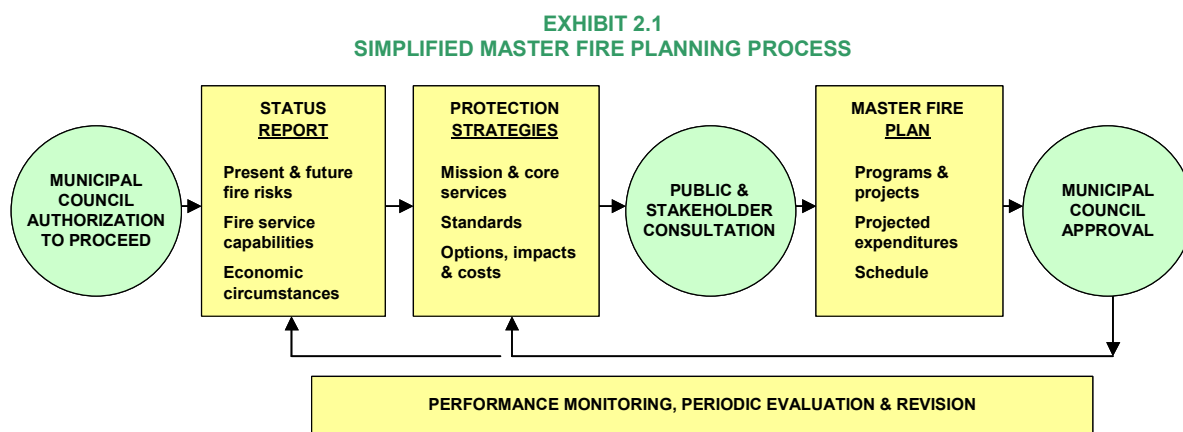 EXHIBIT 2.1
SIMPLIFIED MASTER FIRE PLANNING PROCESS
MUNICIPAL
COUNCIL
AUTHORIZATION
TO PROCEED
STATUS
REPORT
Present & future
fire risks
Fire service
capabilities
Economic
circumstances
PROTECTION
STRATEGIES
Mission & core
services
Standards
Options, impacts
& costs
PUBLIC &
STAKEHOLDER
CONSULTATION
MASTER FIRE
PLAN
Programs &
projects
Projected
expenditures
Schedule
MUNICIPAL
COUNCIL
APPROVAL
PERFORMANCE MONITORING, PERIODIC EVALUATION & REVISION